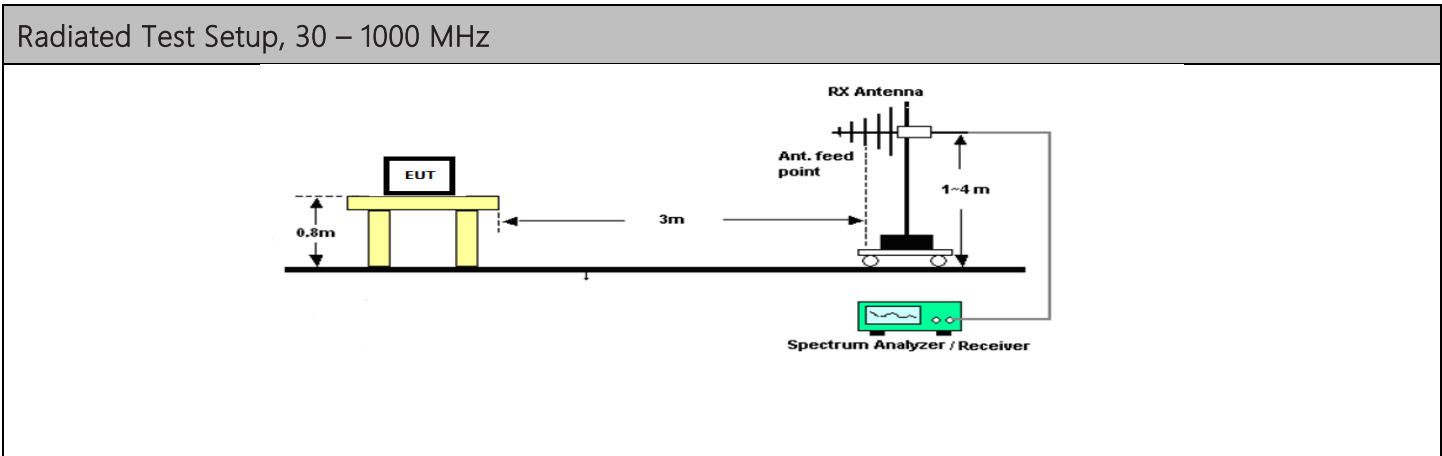 Radiated Test Setup, 30 – 1000 MHz
RX Antenna
Ant. feed
point
EUT
1~4 m
3m
0.8m
Spectrum Analyzer / Receiver